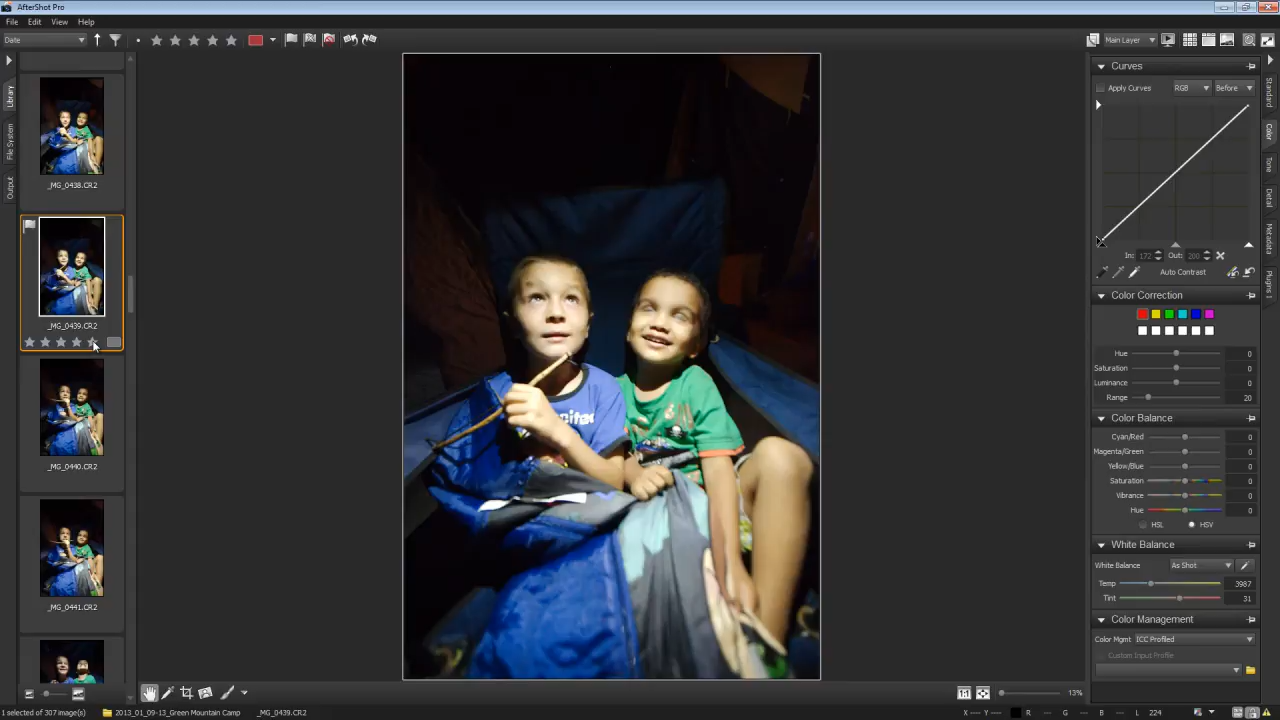 AfterShot Pro
File Edit View Help
Date
Main Layer
Library
File System
Output
_MG_0438.CR2
_MG_0439.CR2
_MG_0440.CR2
_MG_0441.CR2
Standard
Color
Tone
Detail
Metadata
Plugins 1
Curves
Apply Curves RGB Before
In: 172 Out: 200
Auto Contrast
Color Correction
Hue 0
Saturation 0
Luminance 0
Range 20
Color Balance
Cyan/Red 0
Magenta/Green 0
Yellow/Blue 0
Saturation 0
Vibrance 0
Hue 0
HSL HSV
White Balance
White Balance As Shot
Temp 3987
Tint 31
Color Management
Color Mgmt ICC Profiled
Custom Input Profile
1:1 13%
1 selected of 307 image(s) 2013_01_09-13_Green Mountain Camp _MG_0439.CR2 X --- Y --- R - G - B - L 224